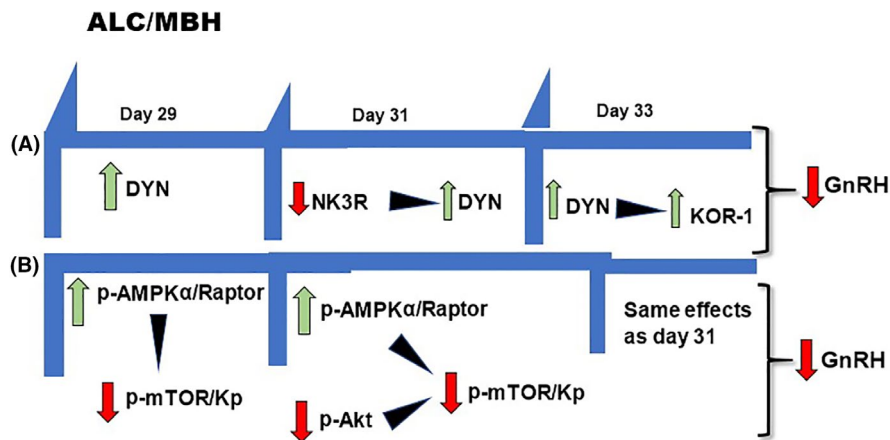 ALC/MBH
Day 29
Day 31
Day 33
(A)
DYN
NK3R
DYN
DYN
KOR-1
GnRH
(B)
p-AMPKα/Raptor
p-mTOR/Kp
p-AMPKα/Raptor
p-Akt
p-mTOR/Kp
Same effects
as day 31
GnRH